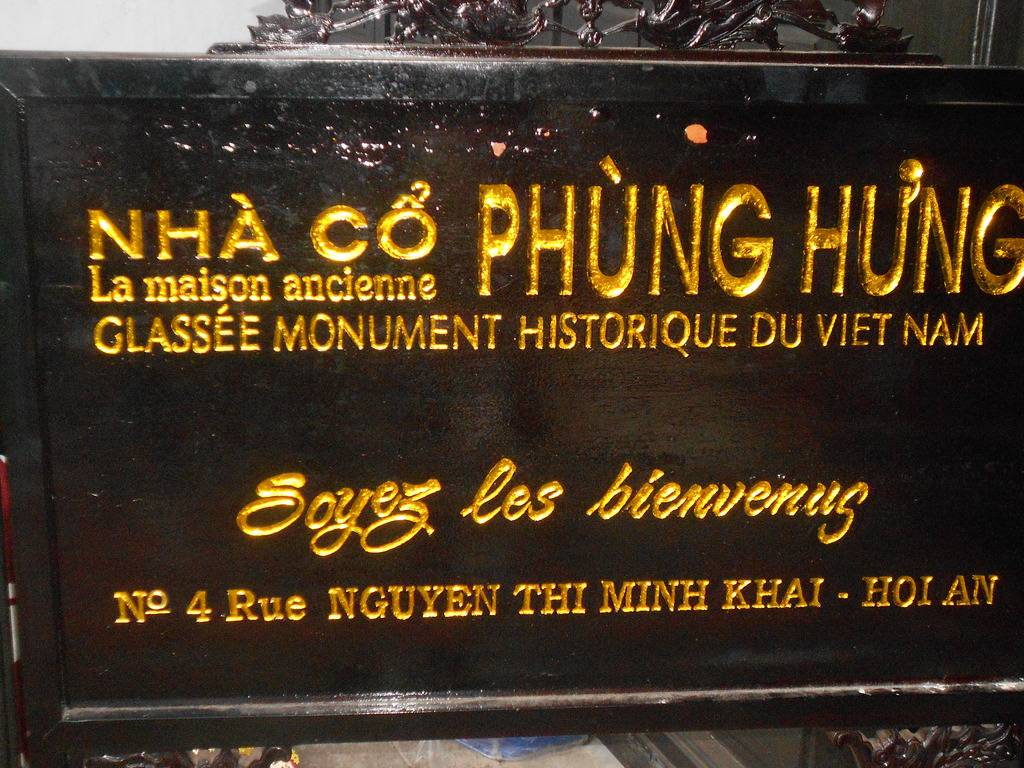 NHÀ CỔ PHÙNG HƯNG
La maison ancienne
GLASSÉE MONUMENT HISTORIQUE DU VIET NAM
Soyez les bienvenus
Nº 4 Rue NGUYEN THI MINH KHAI - HOI AN